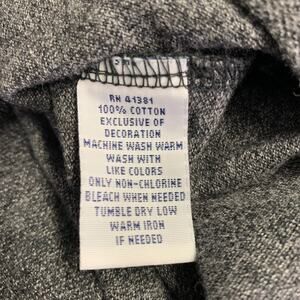 RN 41381
100% COTTON
EXCLUSIVE OF
DECORATION
MACHINE WASH WARM
WASH WITH
LIKE COLORS
ONLY NON-CHLORINE
BLEACH WHEN NEEDED
TUMBLE DRY LOW
WARM IRON
IF NEEDED